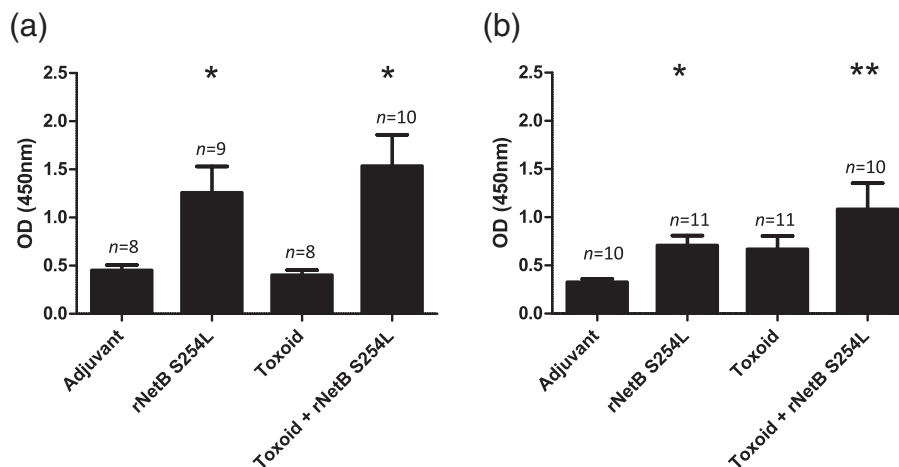 (a)
OD (450nm)
2.5
2.0
1.5
1.0
0.5
0.0
*
*
n=8
n=9
n=8
n=10
Adjuvant
rNetB S254L
Toxoid
Toxoid + rNetB S254L
(b)
OD (450nm)
2.5
2.0
1.5
1.0
0.5
0.0
*
**
n=10
n=11
n=11
n=10
Adjuvant
rNetB S254L
Toxoid
Toxoid + rNetB S254L